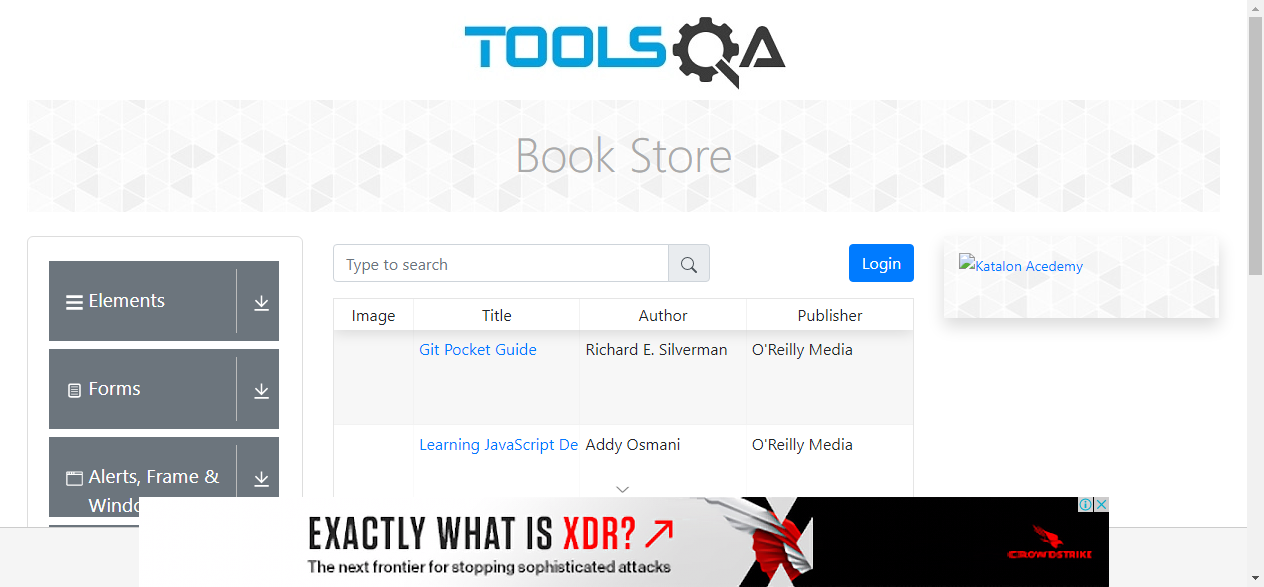 TOOLSQA
Book Store
Elements
Forms
Alerts, Frame &
Type to search
Login
Image Title Author Publisher
Git Pocket Guide Richard E. Silverman O'Reilly Media
Learning JavaScript De Addy Osmani O'Reilly Media
Katalon Acedemy
EXACTLY WHAT IS XDR?
The next frontier for stopping sophisticated attacks
CROWDSTRIKE